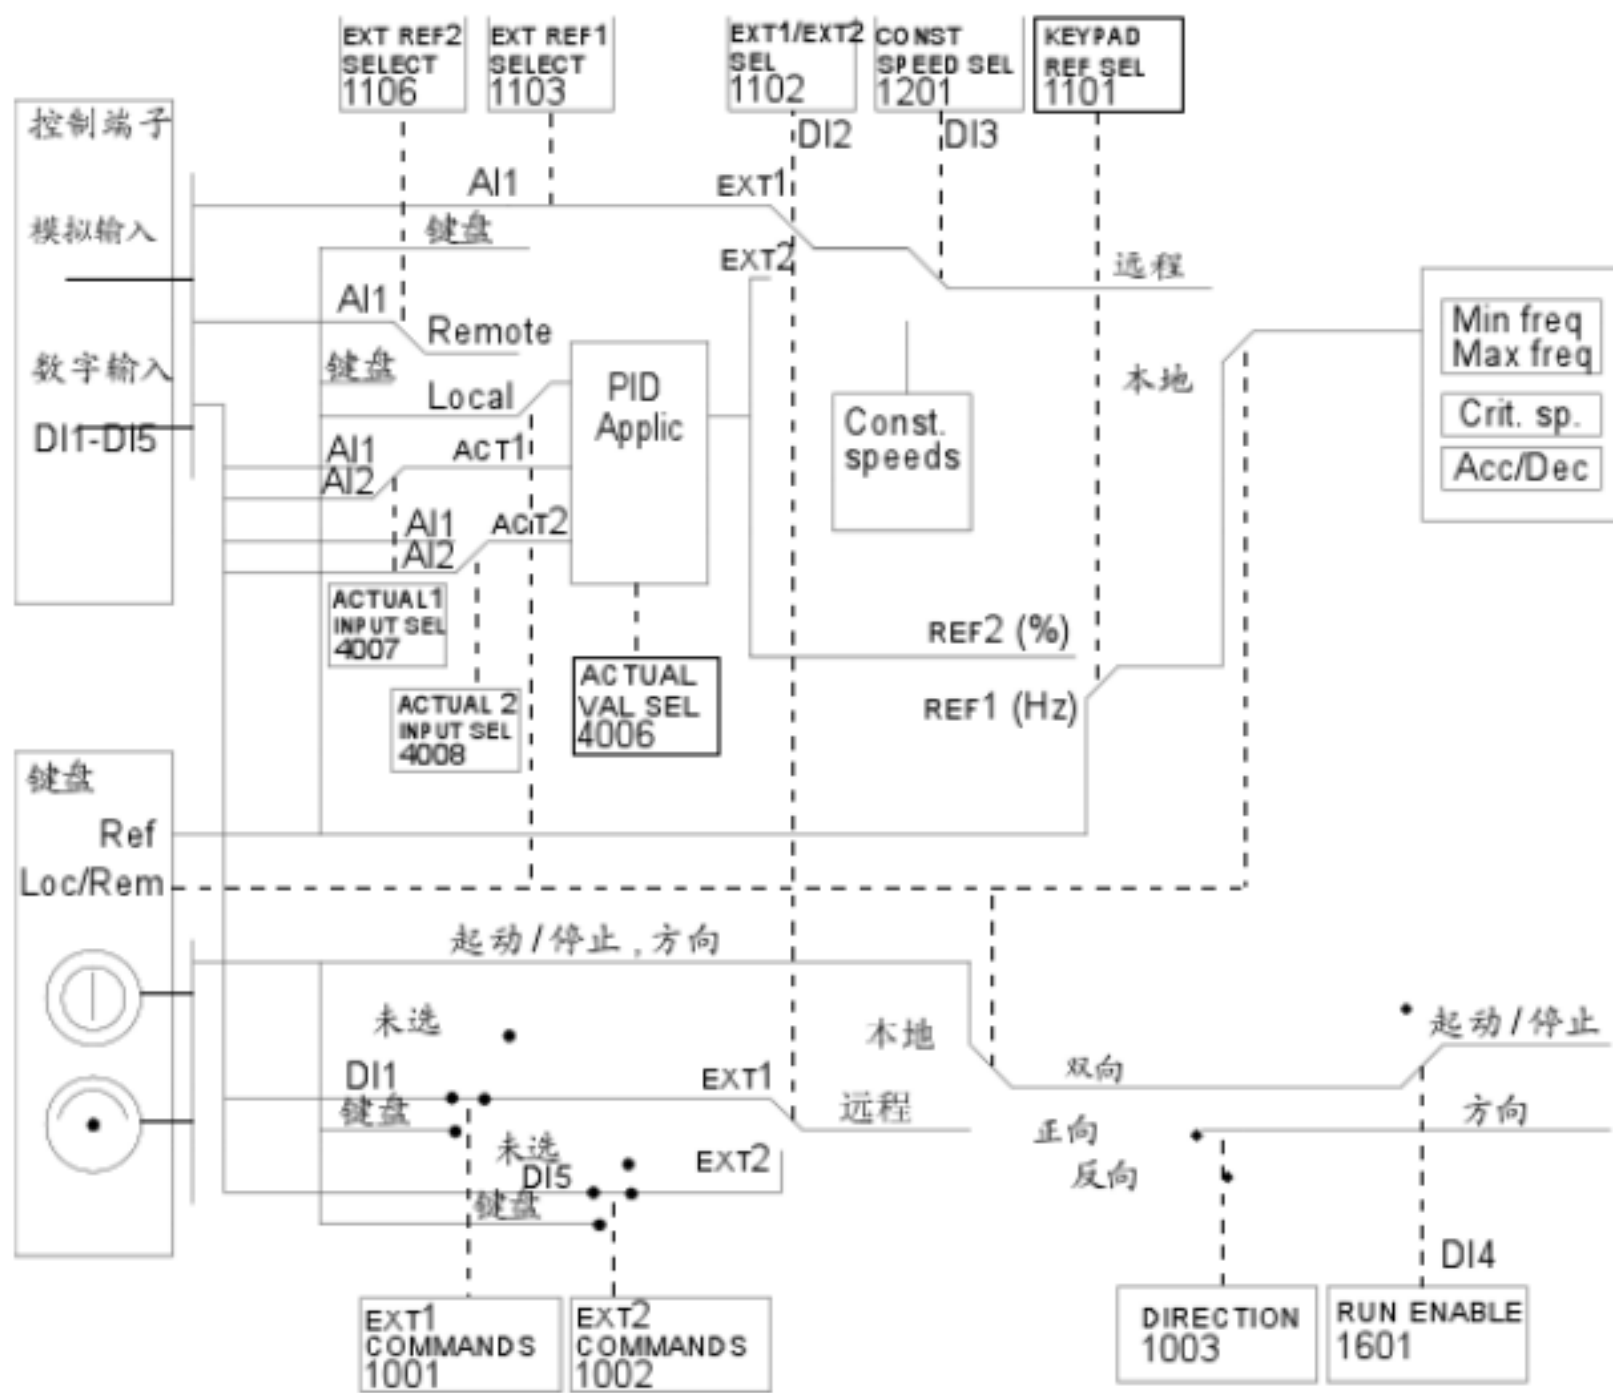 EXT REF2
SELECT
1106
EXT REF1
SELECT
1103
EXT1/EXT2
SEL
1102
CONST
SPEED SEL
1201
KEYPAD
REF SEL
1101
控制端子
模拟输入
数字输入
DI1-DI5
DI2
DI3
AI1
EXT1
键盘
EXT2
远程
AI1
Remote
键盘
Local
PID
Applic
本地
Min freq
Max freq
Crit. sp.
Acc/Dec
Const.
speeds
AI1
AI2
ACT1
AI1
AI2
ACT2
ACTUAL1
INPUT SEL
4007
ACTUAL 2
INPUT SEL
4008
ACTUAL
VAL SEL
4006
REF2 (%)
REF1 (Hz)
键盘
Ref
Loc/Rem
起动/停止,方向
未选
DI1
键盘
EXT1
本地
远程
未选
DI5
键盘
EXT2
双向
起动/停止
正向
方向
反向
DI4
EXT1
COMMANDS
1001
EXT2
COMMANDS
1002
DIRECTION
1003
RUN ENABLE
1601